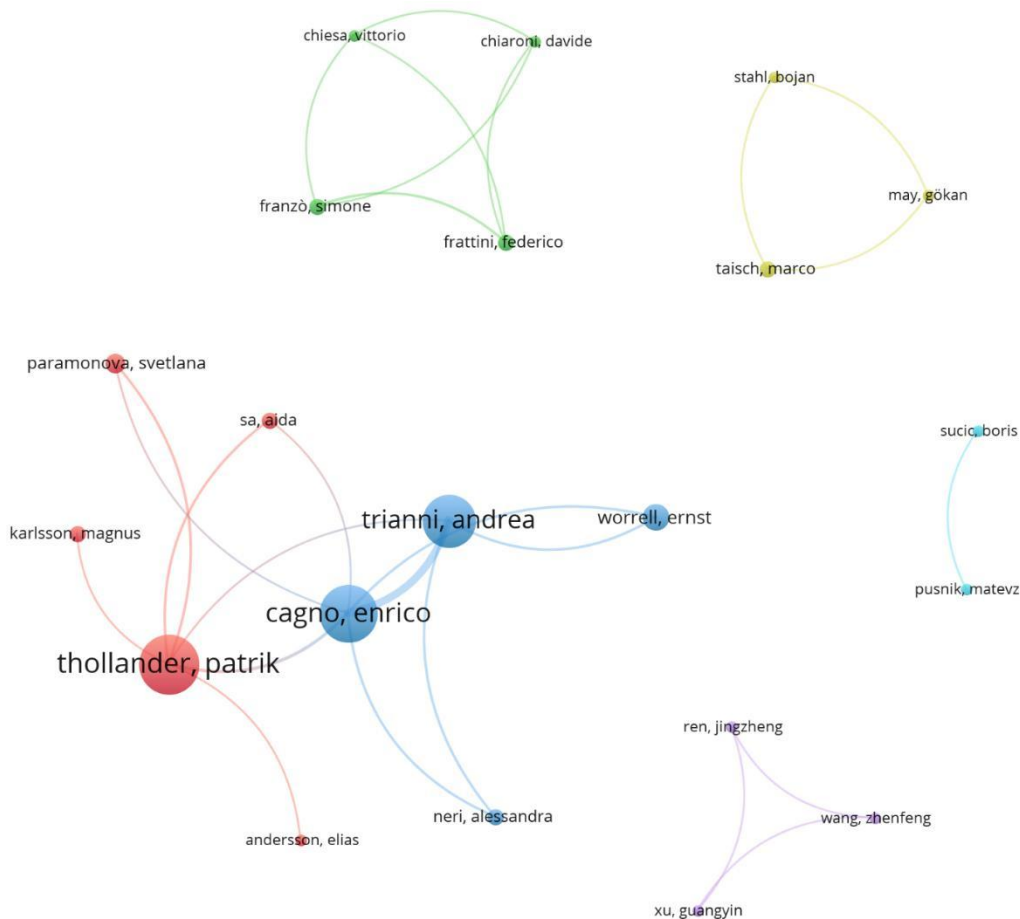 chiesa, vittorio
chiaroni, davide
stahl, bojan
may, gökan
franzò, simone
frattini, federico
taisch, marco
paramonova, svetlana
sa, aida
sucic, boris
trianni, andrea
worrell, ernst
karlsson, magnus
pusnik, matevz
cagno, enrico
thollander, patrik
ren, jingzheng
neri, alessandra
wang, zhenfeng
andersson, elias
xu, guangyin